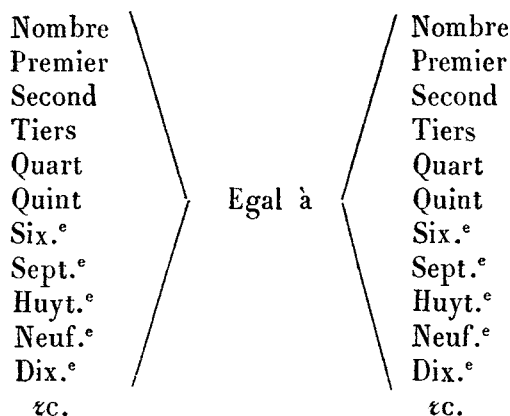 Nombre
Premier
Second
Tiers
Quart
Quint
Six.ᵉ
Sept.ᵉ
Huyt.ᵉ
Neuf.ᵉ
Dix.ᵉ
⁊c.
Egal à
Nombre
Premier
Second
Tiers
Quart
Quint
Six.ᵉ
Sept.ᵉ
Huyt.ᵉ
Neuf.ᵉ
Dix.ᵉ
⁊c.